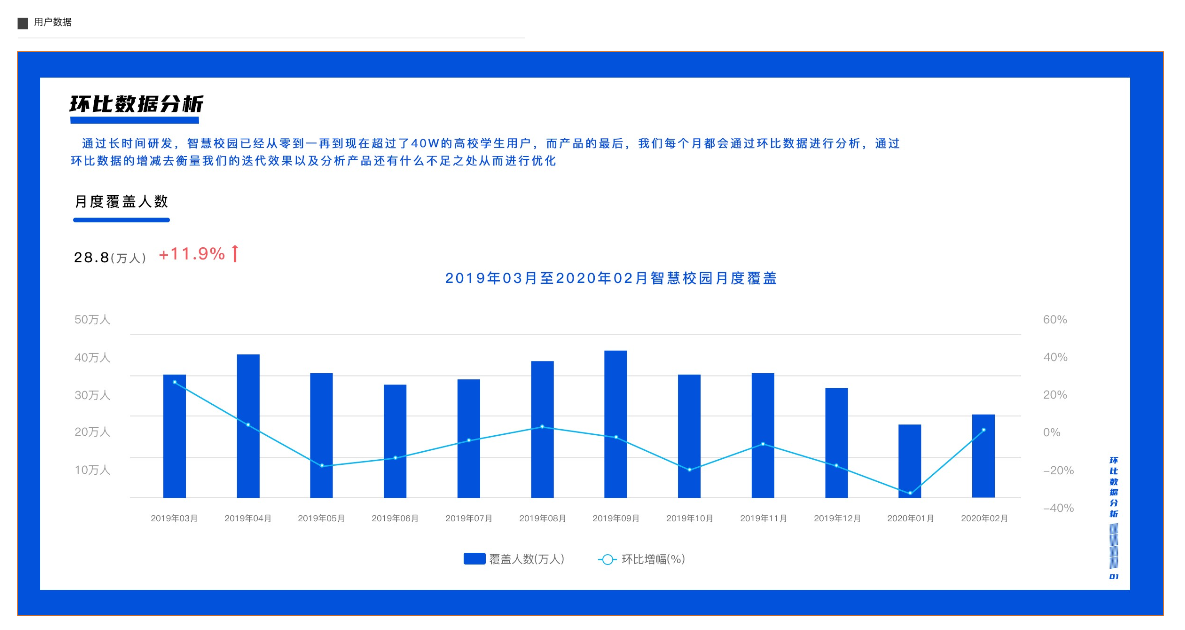 用户数据
环比数据分析
通过长时间研发，智慧校园已经从零到一再到现在超过了40W的高校学生用户，而产品的最后，我们每个月都会通过环比数据进行分析，通过
环比数据的增减去衡量我们的迭代效果以及分析产品还有什么不足之处从而进行优化
月度覆盖人数
28.8(万人) +11.9%↑
2019年03月至2020年02月智慧校园月度覆盖
50万人 60%
40万人 40%
30万人 20%
20万人 0%
10万人 -20%
-40%
2019年03月 2019年04月 2019年05月 2019年06月 2019年07月 2019年08月 2019年09月 2019年10月 2019年11月 2019年12月 2020年01月 2020年02月
覆盖人数(万人) 环比增幅(%)
环比数据分析
01